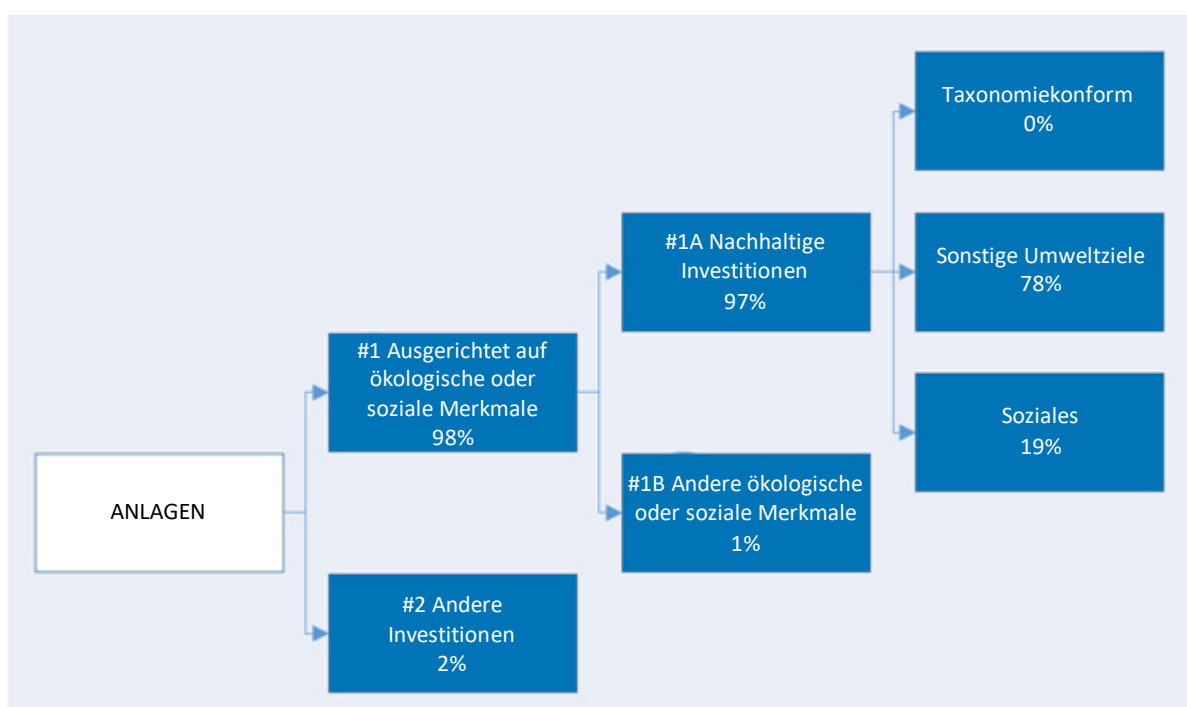 ANLAGEN
#1 Ausgerichtet auf
ökologische oder
soziale Merkmale
98%
#2 Andere
Investitionen
2%
#1A Nachhaltige
Investitionen
97%
#1B Andere ökologische
oder soziale Merkmale
1%
Taxonomiekonform
0%
Sonstige Umweltziele
78%
Soziales
19%